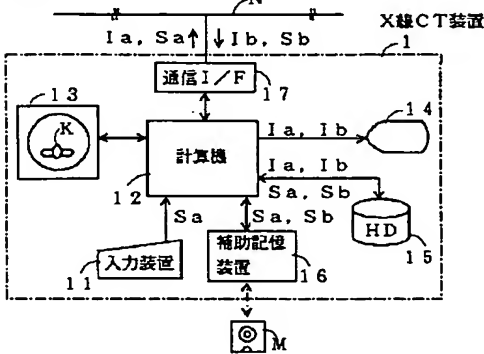 N
X線CT装置
Ia, Sa Ib, Sb
1
通信I/F
17
13
K
14
計算機
12
Ia, Ib
Ia, Ib
Sa, Sb
Sa
Sa, Sb
HD
15
11
入力装置
補助記憶
装置
16
M